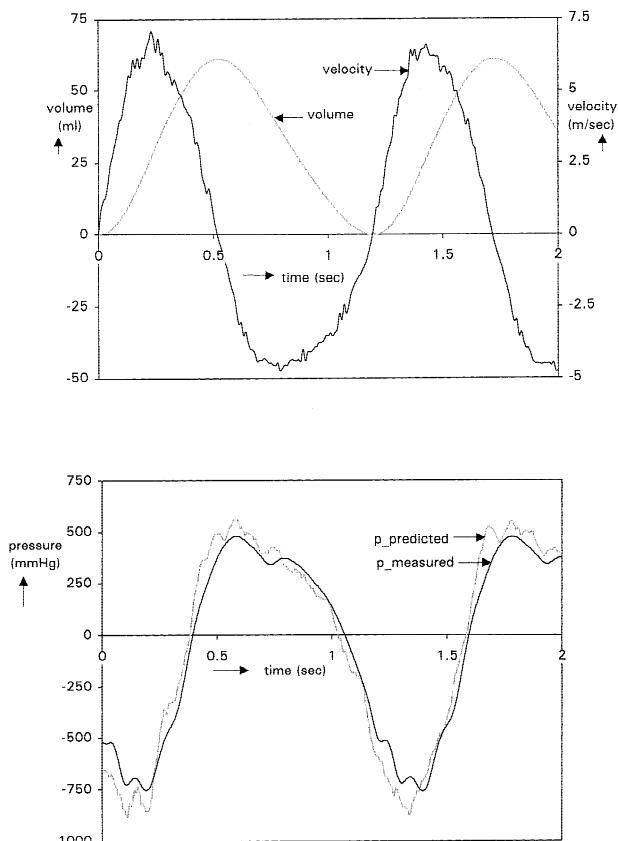 75
7.5
velocity
50
5
volume
(ml)
volume
velocity
(m/sec)
25
2.5
0
0
0
0.5
1
1.5
2
time (sec)
-25
-2.5
-50
-5
750
500
p_predicted
pressure
(mmHg)
p_measured
250
0
0
0.5
1
1.5
2
time (sec)
-250
-500
-750